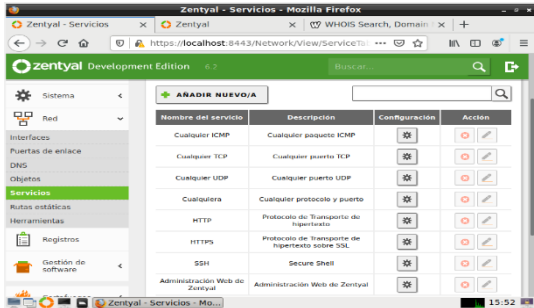 Zentyal - Servicios - Mozilla Firefox
Zentyal - Servicios
Zentyal
WHOIS Search, Domain
https://localhost:8443/Network/View/ServiceTa
zentyal Development Edition 6.2
Buscar...
Sistema
Red
Interfaces
Puertas de enlace
DNS
Objetos
Servicios
Rutas estáticas
Herramientas
Registros
Gestión de
software
AÑADIR NUEVO/A
Nombre del servicio Descripción Configuración Acción
Cualquier ICMP Cualquier paquete ICMP
Cualquier TCP Cualquier puerto TCP
Cualquier UDP Cualquier puerto UDP
Cualquiera Cualquier protocolo y puerto
HTTP Protocolo de Transporte de
hipertexto
HTTPS Protocolo de Transporte de
hipertexto sobre SSL
SSH Secure Shell
Administración Web de
Zentyal Administración Web de Zentyal
Zentyal - Servicios - Mo...
15:52